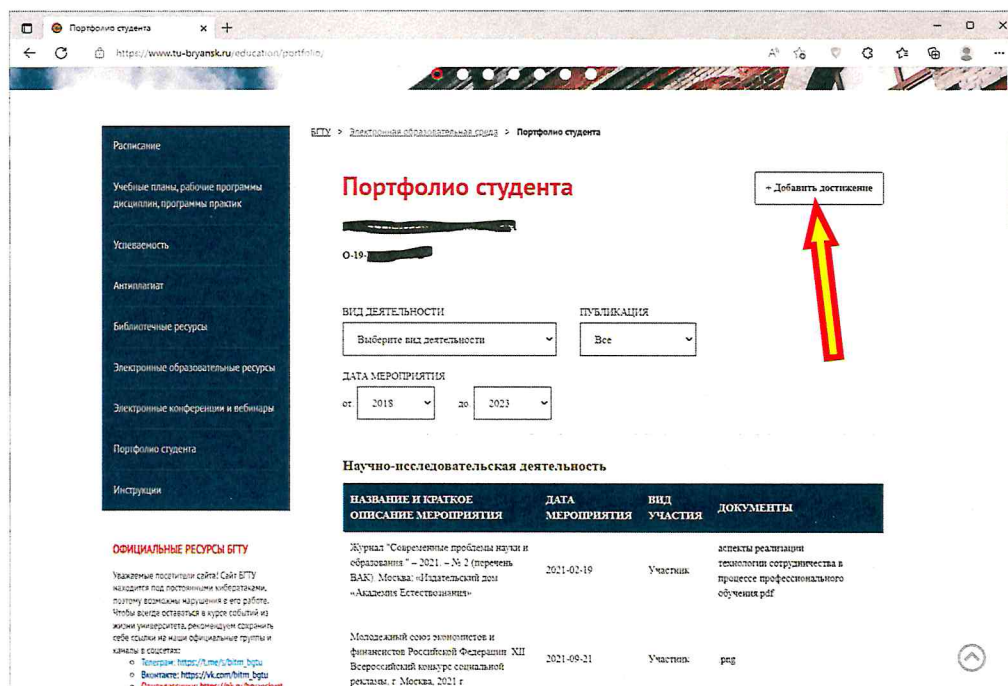 Портфолио студента
https://www.tu-bryansk.ru/education/portfolio/
БГТУ > Электронная образовательная среда > Портфолио студента
Расписание
Учебные планы, рабочие программы
дисциплин, программы практик
Успеваемость
Антиплагиат
Библиотечные ресурсы
Электронные образовательные ресурсы
Электронные конференции и вебинары
Портфолио студента
Инструкции
Портфолио студента
+ Добавить достижение
О-19-
ВИД ДЕЯТЕЛЬНОСТИ
ПУБЛИКАЦИЯ
Выберите вид деятельности
Все
ДАТА МЕРОПРИЯТИЯ
от 2018 до 2023
Научно-исследовательская деятельность
НАЗВАНИЕ И КРАТКОЕ
ОПИСАНИЕ МЕРОПРИЯТИЯ
ДАТА
МЕРОПРИЯТИЯ
ВИД
УЧАСТИЯ
ДОКУМЕНТЫ
Журнал "Современные проблемы науки и
образования " – 2021. – № 2 (перечень
ВАК). Москва: «Издательский дом
«Академия Естествознания»
2021-02-19
Участник
аспекты реализации
технологии сотрудничества в
процессе профессионального
обучения.pdf
Молодежный союз экономистов и
финансистов Российской Федерации XII
Всероссийский конкурс социальной
рекламы, г. Москва, 2021 г
2021-09-21
Участник
.png
ОФИЦИАЛЬНЫЕ РЕСУРСЫ БГТУ
Уважаемые посетители сайта! Сайт БГТУ
находится под постоянными кибератаками,
поэтому возможны нарушения в его работе.
Чтобы всегда оставаться в курсе событий из
жизни университета, рекомендуем сохранить
себе ссылки на наши официальные группы и
каналы в соцсетях:
Телеграм: https://t.me/s/bitm_bgtu
Вконтакте: https://vk.com/bitm_bgtu